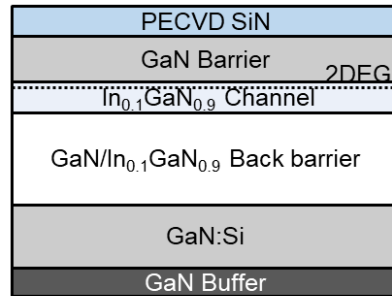 PECVD SiN
GaN Barrier
2DEG
In₀.₁GaN₀.₉ Channel
GaN/In₀.₁GaN₀.₉ Back barrier
GaN:Si
GaN Buffer